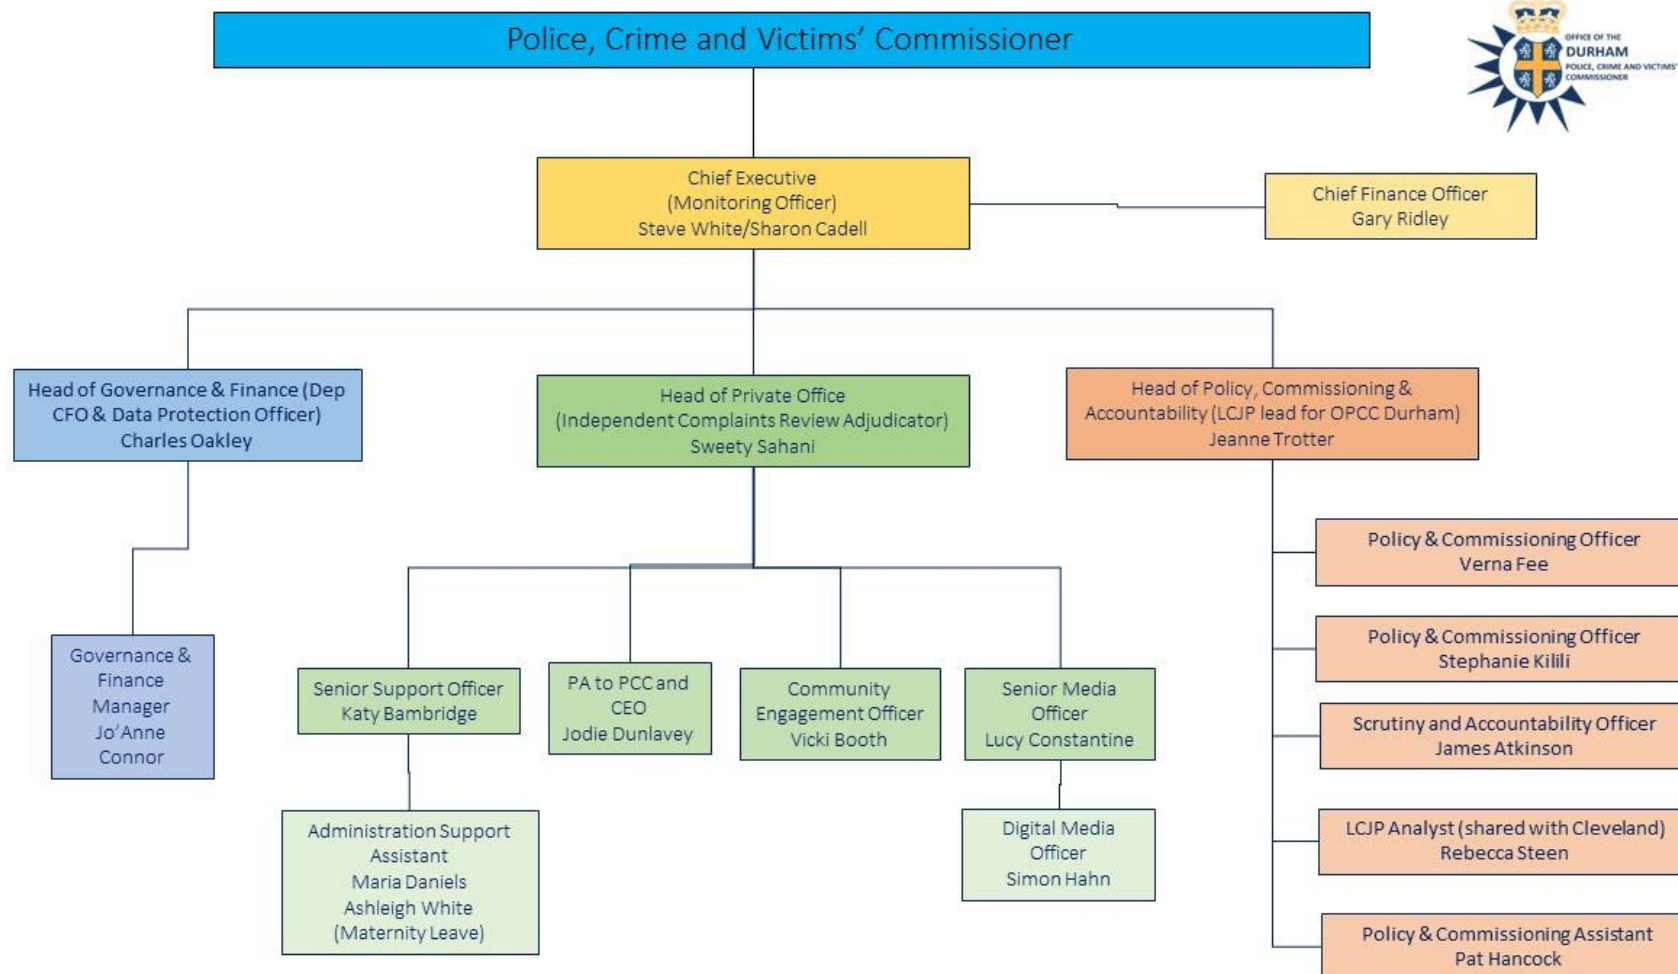 Police, Crime and Victims' Commissioner
OFFICE OF THE
DURHAM
POLICE, CRIME AND VICTIMS'
COMMISSIONER
Chief Executive
(Monitoring Officer)
Steve White/Sharon Cadell
Chief Finance Officer
Gary Ridley
Head of Governance & Finance (Dep
CFO & Data Protection Officer)
Charles Oakley
Head of Private Office
(Independent Complaints Review Adjudicator)
Sweety Sahani
Head of Policy, Commissioning &
Accountability (LCJP lead for OPCC Durham)
Jeanne Trotter
Governance &
Finance
Manager
Jo'Anne
Connor
Senior Support Officer
Katy Bambridge
PA to PCC and
CEO
Jodie Dunlavey
Community
Engagement Officer
Vicki Booth
Senior Media
Officer
Lucy Constantine
Administration Support
Assistant
Maria Daniels
Ashleigh White
(Maternity Leave)
Digital Media
Officer
Simon Hahn
Policy & Commissioning Officer
Verna Fee
Policy & Commissioning Officer
Stephanie Kilili
Scrutiny and Accountability Officer
James Atkinson
LCJP Analyst (shared with Cleveland)
Rebecca Steen
Policy & Commissioning Assistant
Pat Hancock